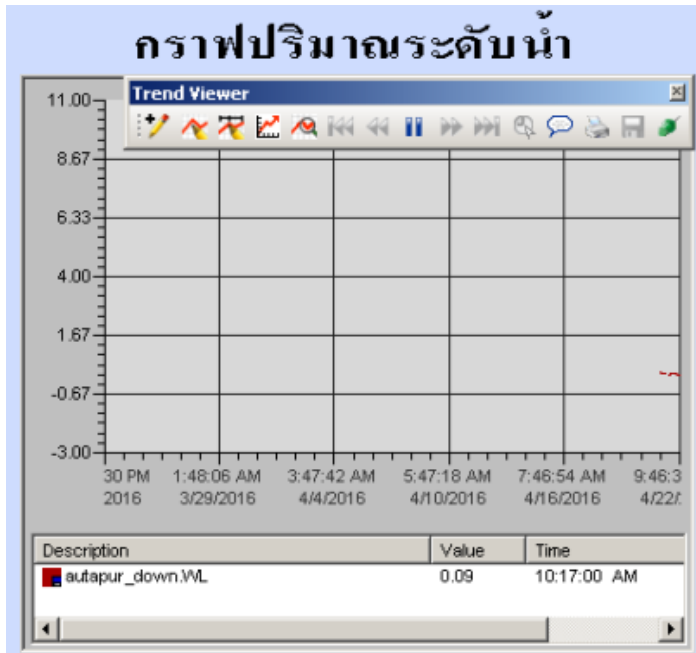 กราฟปริมาณระดับน้ำ
Trend Viewer
11.00
8.67
6.33
4.00
1.67
-0.67
-3.00
30 PM 1:48:06 AM 3:47:42 AM 5:47:18 AM 7:46:54 AM 9:46:3
2016 3/29/2016 4/4/2016 4/10/2016 4/16/2016 4/22/
Description Value Time
autapur_down.WL 0.09 10:17:00 AM